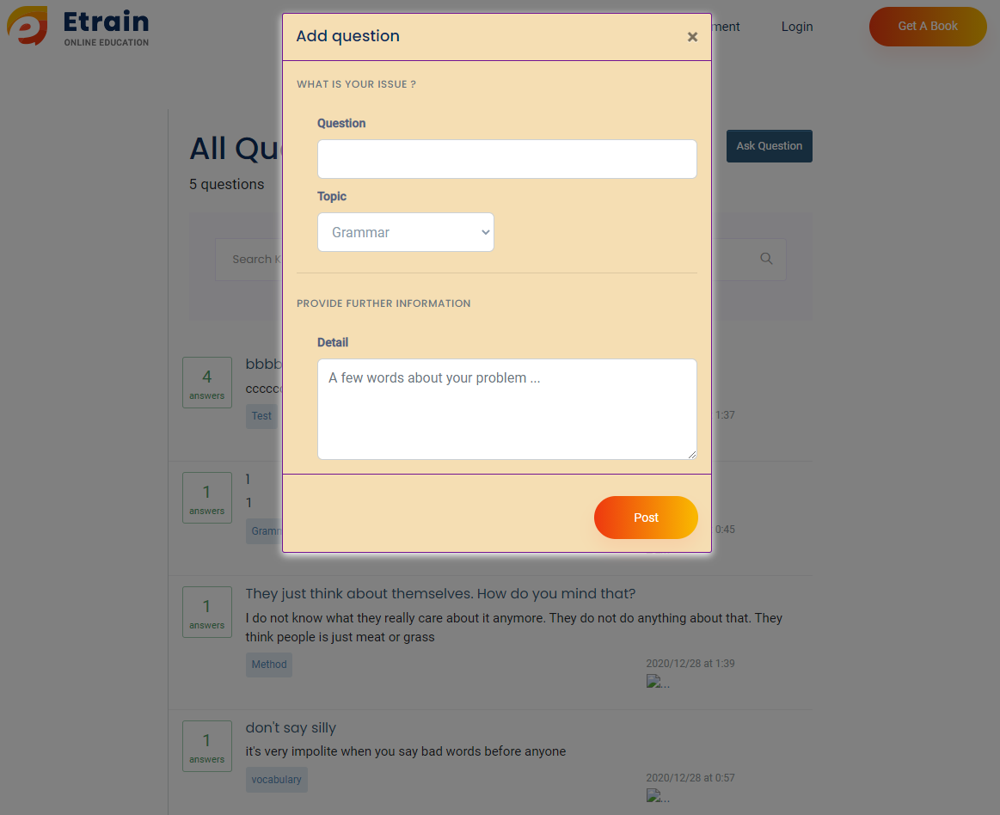 Etrain
ONLINE EDUCATION
Login
Get A Book
Add question
×
WHAT IS YOUR ISSUE ?
Question
Topic
Grammar
PROVIDE FURTHER INFORMATION
Detail
A few words about your problem ...
Post
All Qu
Ask Question
5 questions
Search K
4
answers
bbbb
cccccc
Test
1:37
1
answers
1
1
Gramm
0:45
1
answers
They just think about themselves. How do you mind that?
I do not know what they really care about it anymore. They do not do anything about that. They
think people is just meat or grass
Method
2020/12/28 at 1:39
...
1
answers
don't say silly
it's very impolite when you say bad words before anyone
vocabulary
2020/12/28 at 0:57
...